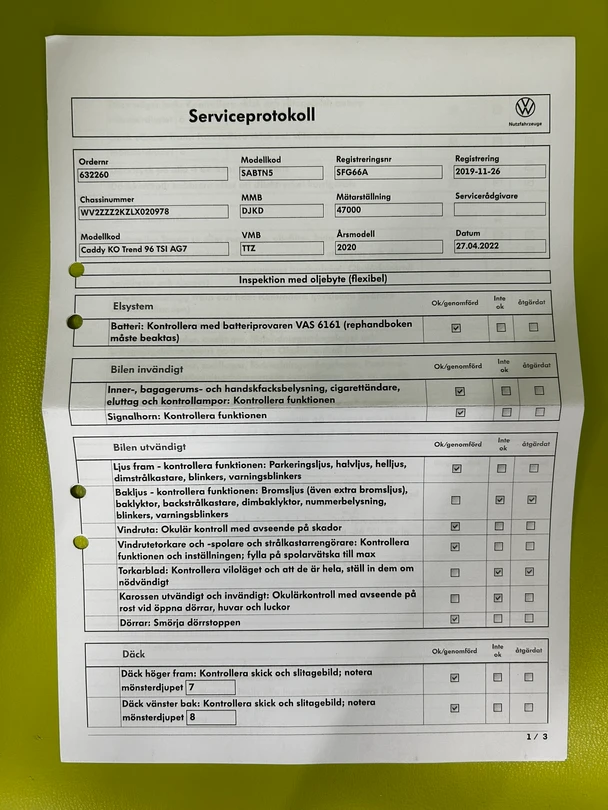 Serviceprotokoll
Nutzfahrzeuge
Ordernr Modellkod Registreringsnr Registrering
632260 SABTN5 SFG66A 2019-11-26
Chassinummer MMB Mätarställning Servicerådgivare
WV2ZZZ2KZLX020978 DJKD 47000
Modellkod VMB Årsmodell Datum
Caddy KO Trend 96 TSI AG7 TTZ 2020 27.04.2022
Inspektion med oljebyte (flexibel)
Elsystem Ok/genomförd Inte ok åtgärdat
Batteri: Kontrollera med batteriprovaren VAS 6161 (rephandboken
måste beaktas)
Bilen invändigt Ok/genomförd Inte ok åtgärdat
Inner-, bagagerums- och handskfacksbelysning, cigarettändare,
eluttag och kontrollampor: Kontrollera funktionen
Signalhorn: Kontrollera funktionen
Bilen utvändigt Ok/genomförd Inte ok åtgärdat
Ljus fram - kontrollera funktionen: Parkeringsljus, halvljus, helljus,
dimstrålkastare, blinkers, varningsblinkers
Bakljus - kontrollera funktionen: Bromsljus (även extra bromsljus),
baklyktor, backstrålkastare, dimbaklyktor, nummerbelysning,
blinkers, varningsblinkers
Vindruta: Okulär kontroll med avseende på skador
Vindrutetorkare och -spolare och strålkastarrengörare: Kontrollera
funktionen och inställningen; fylla på spolarvätska till max
Torkarblad: Kontrollera viloläget och att de är hela, ställ in dem om
nödvändigt
Karossen utvändigt och invändigt: Okulärkontroll med avseende på
rost vid öppna dörrar, huvar och luckor
Dörrar: Smörja dörrstoppen
Däck Ok/genomförd Inte ok åtgärdat
Däck höger fram: Kontrollera skick och slitagebild; notera
mönsterdjupet 7
Däck vänster bak: Kontrollera skick och slitagebild; notera
mönsterdjupet 8
1 / 3